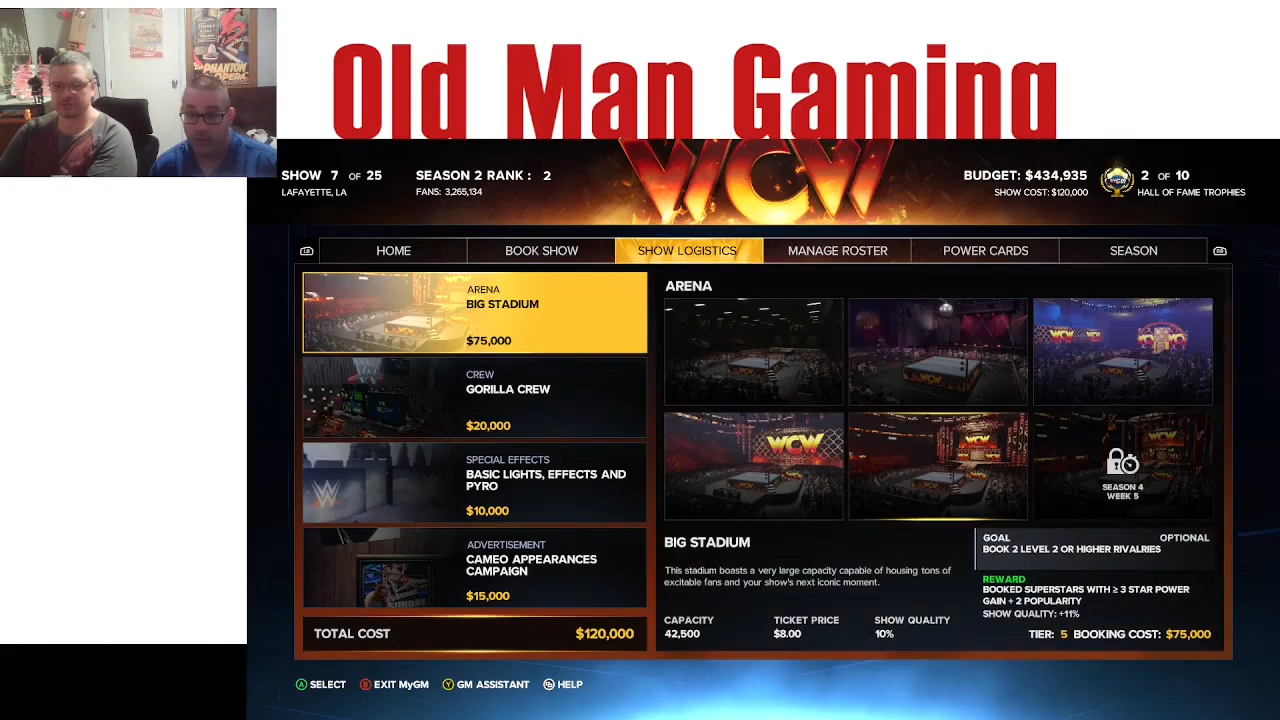 Old Man Gaming
PHANTOM
OPERA
WCW
SHOW 7 OF 25
LAFAYETTE, LA
SEASON 2 RANK : 2
FANS: 3,265,134
BUDGET: $434,935
SHOW COST: $120,000
2 OF 10
HALL OF FAME TROPHIES
HOME
BOOK SHOW
SHOW LOGISTICS
MANAGE ROSTER
POWER CARDS
SEASON
ARENA
BIG STADIUM
$75,000
CREW
GORILLA CREW
$20,000
SPECIAL EFFECTS
BASIC LIGHTS, EFFECTS AND
PYRO
$10,000
ADVERTISEMENT
CAMEO APPEARANCES
CAMPAIGN
$15,000
TOTAL COST $120,000
ARENA
WCW
WCW
SEASON 4
WEEK 5
BIG STADIUM
This stadium boasts a very large capacity capable of housing tons of
excitable fans and your show's next iconic moment.
CAPACITY
42,500
TICKET PRICE
$8.00
SHOW QUALITY
10%
GOAL OPTIONAL
BOOK 2 LEVEL 2 OR HIGHER RIVALRIES
REWARD
BOOKED SUPERSTARS WITH ≥ 3 STAR POWER
GAIN + 2 POPULARITY
SHOW QUALITY: +11%
TIER: 5 BOOKING COST: $75,000
A SELECT
B EXIT MyGM
Y GM ASSISTANT
HELP